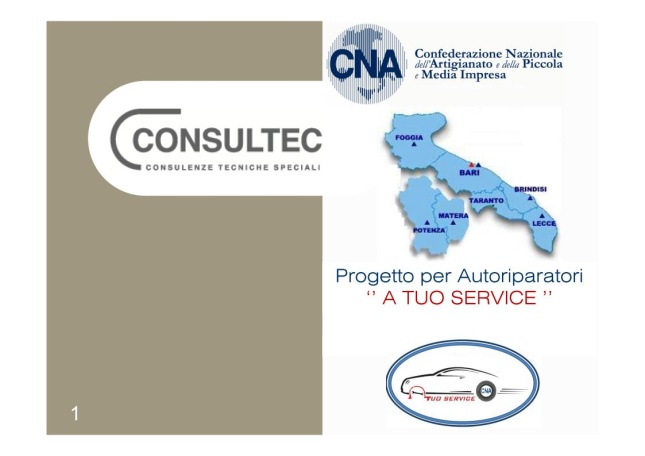 CNA
Confederazione Nazionale
dell'Artigianato e della Piccola
e Media Impresa
CONSULTEC
CONSULENZE TECNICHE SPECIALI
FOGGIA
BARI
BRINDISI
TARANTO
MATERA
LECCE
POTENZA
Progetto per Autoriparatori
‘’ A TUO SERVICE ’’
TUO SERVICE
CNA
1